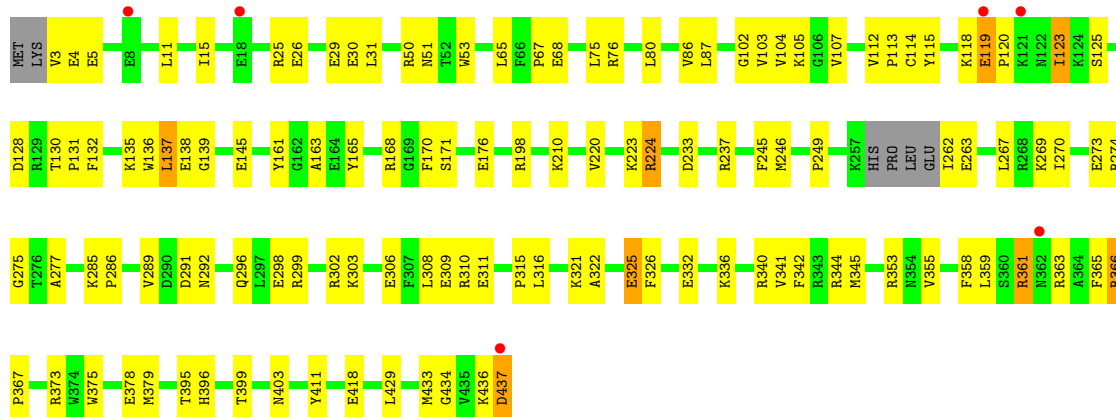 MET LYS V3 E4 E5 E8 L11 I15 E18 R25 E26 E29 E30 L31 R50 N51 T52 W53 L65 F66 P67 E68 L75 R76 L80 V86 L87 G102 V103 V104 K105 G106 V107 V112 P113 C114 Y115 K118 E119 P120 K121 N122 I123 K124 S125
D128 R129 T130 P131 F132 K135 W136 L137 E138 G139 E145 Y161 G162 A163 E164 Y165 R168 G169 F170 S171 E176 R198 K210 V220 K223 R224 D233 R237 F245 M246 P249 K257 HIS PRO LEU GLU I262 E263 L267 R268 K269 I270 E273
G275 T276 A277 K285 P286 V289 D290 D291 N292 Q296 L297 E298 R299 R302 K303 E306 F307 L308 E309 R310 E311 P315 L316 K321 A322 E325 F326 E332 K336 R340 V341 F342 R343 R344 M345 R353 N354 V355 F358 L359 S360 R361 N362 R363 A364 F365
P367 R373 W374 W375 E378 M379 T395 H396 T399 N403 Y411 E418 L429 M433 G434 V435 K436 D437